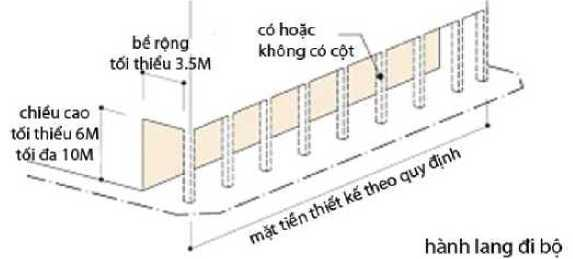 bề rộng
tối thiểu 3.5M
có hoặc
không có cột
chiều cao
tối thiểu 6M
tối đa 10M
mặt tiền thiết kế theo quy định
hành lang đi bộ